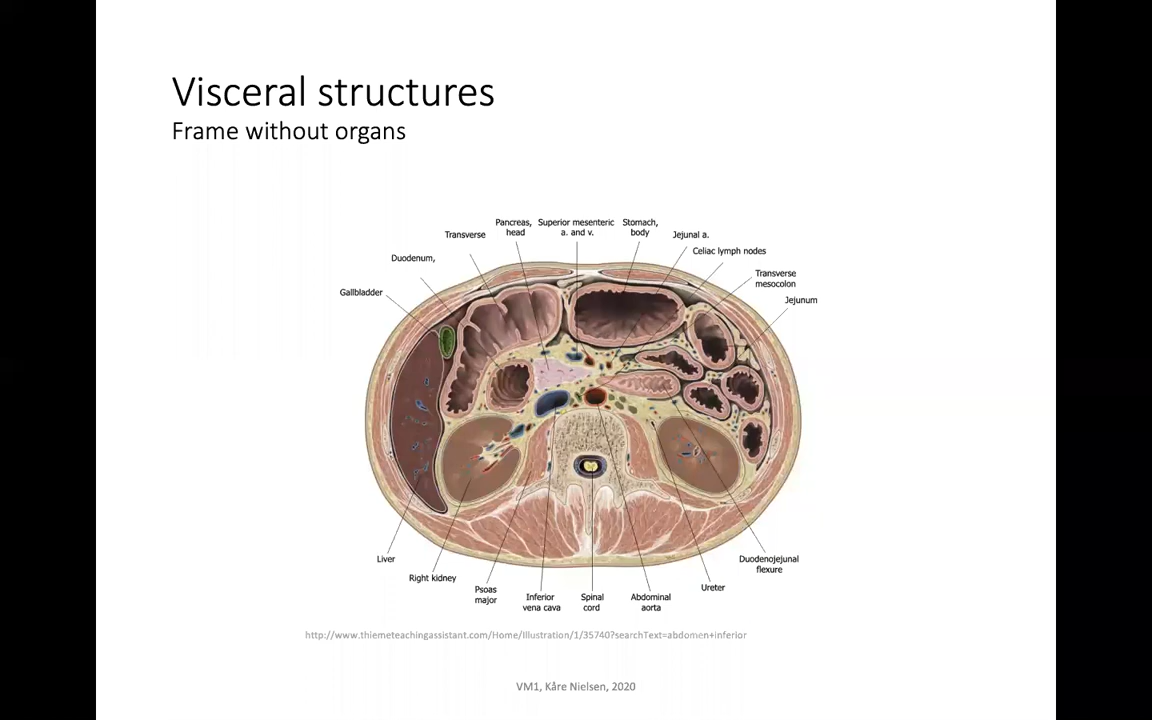 Visceral structures
Frame without organs
Pancreas,
head
Superior mesenteric
a. and v.
Stomach,
body
Transverse
Jejunal a.
Celiac lymph nodes
Duodenum,
Transverse
mesocolon
Gallbladder
Jejunum
Liver
Right kidney
Psoas
major
Inferior
vena cava
Spinal
cord
Abdominal
aorta
Ureter
Duodenojejunal
flexure
http://www.thiemeteachingassistant.com/Home/Illustration/1/35740?searchText=abdomen+inferior
VM1, Kåre Nielsen, 2020